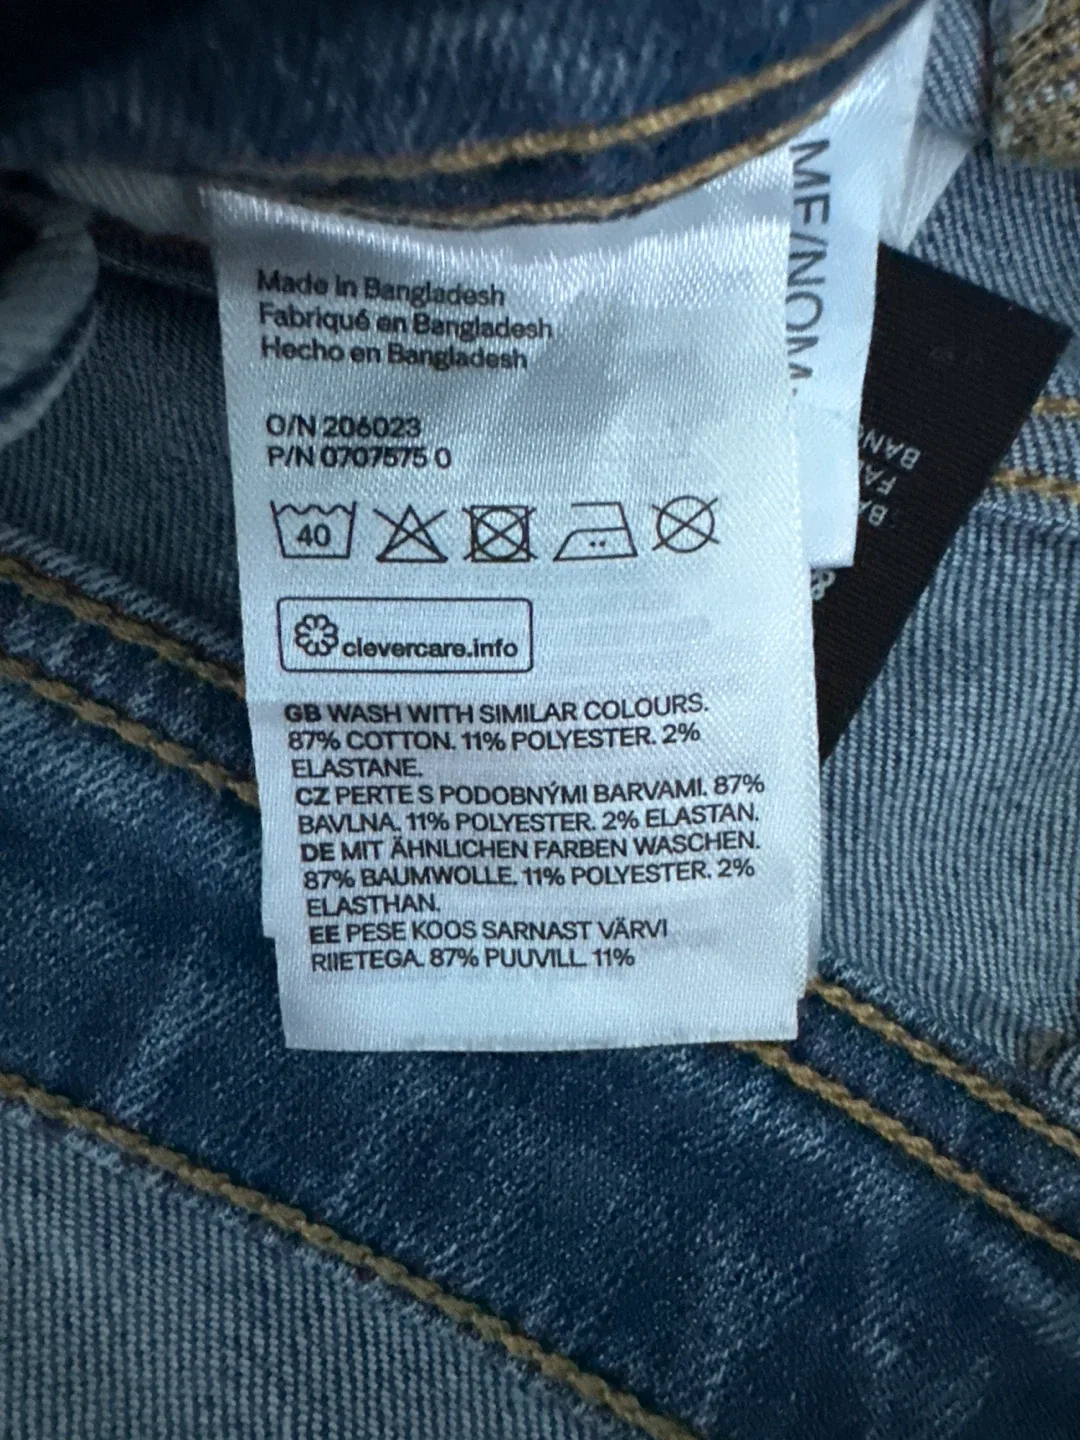 Made in Bangladesh
Fabriqué en Bangladesh
Hecho en Bangladesh
O/N 206023
P/N 0707575 0
40
clevercare.info
GB WASH WITH SIMILAR COLOURS.
87% COTTON. 11% POLYESTER. 2%
ELASTANE.
CZ PERTE S PODOBNÝMI BARVAMI. 87%
BAVLNA. 11% POLYESTER. 2% ELASTAN.
DE MIT ÄHNLICHEN FARBEN WASCHEN.
87% BAUMWOLLE. 11% POLYESTER. 2%
ELASTHAN.
EE PESE KOOS SARNAST VÄRVI
RIIETEGA. 87% PUUVILL. 11%
ME/NOM: